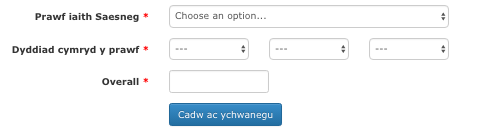 Prawf iaith Saesneg * Choose an option...
Dyddiad cymryd y prawf * --- --- ---
Overall *
Cadw ac ychwanegu